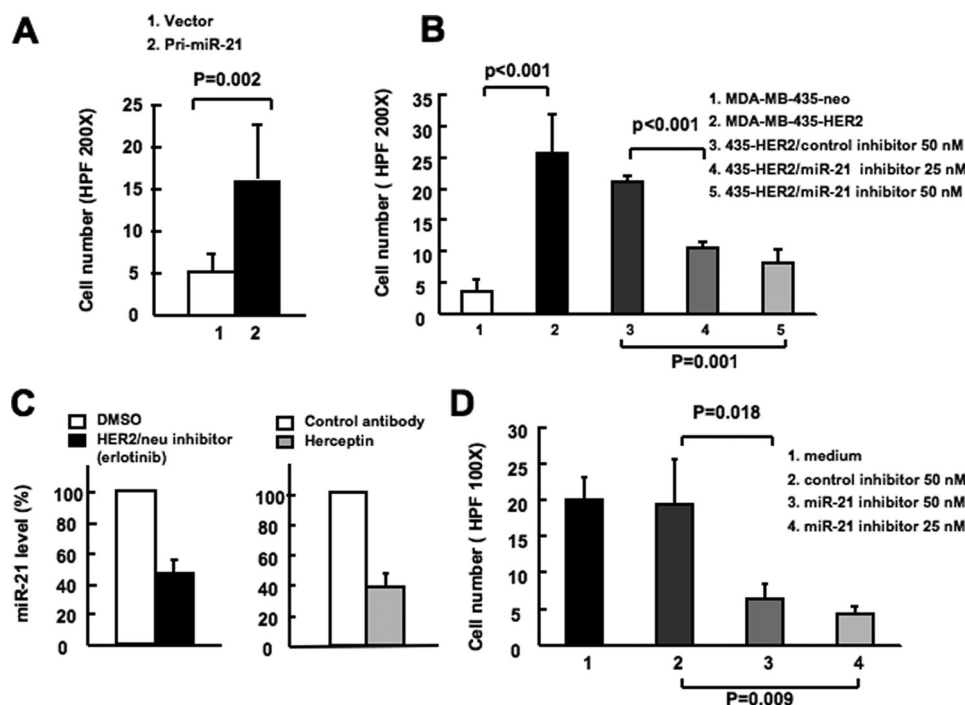 A
1. Vector
2. Pri-miR-21
P=0.002
Cell number (HPF 200X)
25
20
15
10
5
0
1 2
B
p<0.001
p<0.001
1. MDA-MB-435-neo
2. MDA-MB-435-HER2
3. 435-HER2/control inhibitor 50 nM
4. 435-HER2/miR-21 inhibitor 25 nM
5. 435-HER2/miR-21 inhibitor 50 nM
Cell number ( HPF 200X)
35
30
25
20
15
10
5
0
1 2 3 4 5
P=0.001
C
DMSO
HER2/neu inhibitor
(erlotinib)
miR-21 level (%)
100
80
60
40
20
0
Control antibody
Herceptin
100
80
60
40
20
0
D
P=0.018
1. medium
2. control inhibitor 50 nM
3. miR-21 inhibitor 50 nM
4. miR-21 inhibitor 25 nM
Cell number ( HPF 100X)
30
25
20
15
10
5
0
1 2 3 4
P=0.009